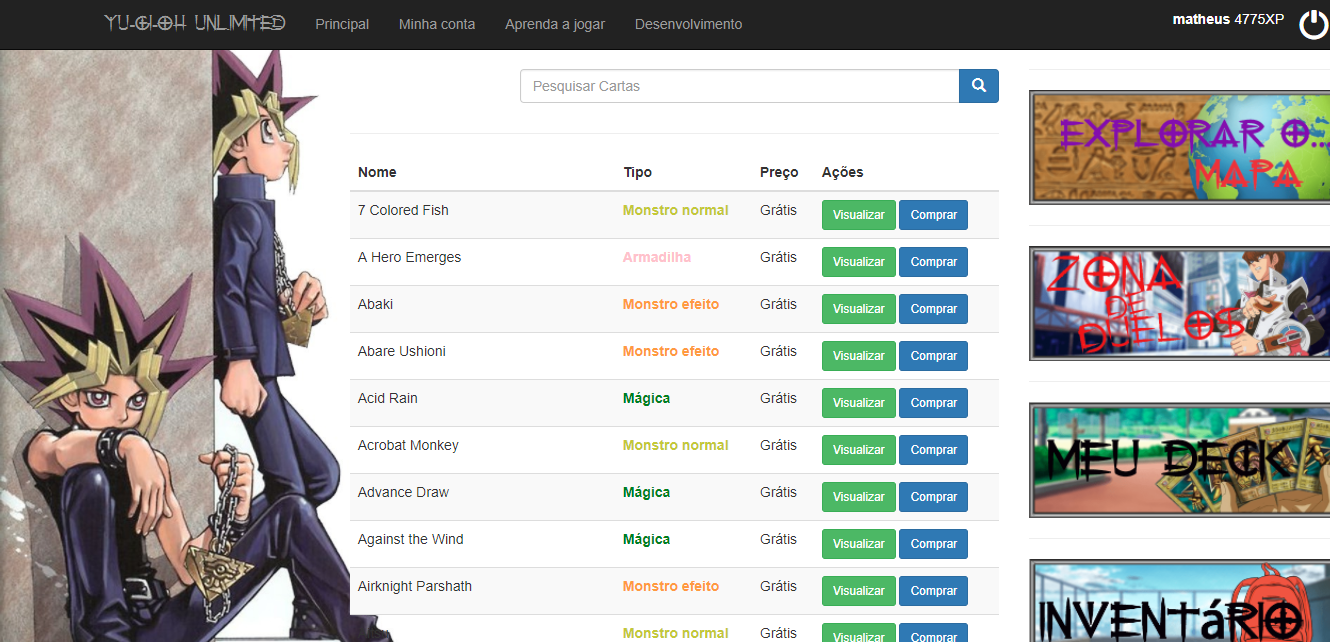 YU-GI-OH UNLIMITED Principal Minha conta Aprenda a jogar Desenvolvimento matheus 4775XP
Pesquisar Cartas
Nome Tipo Preço Ações
7 Colored Fish Monstro normal Grátis Visualizar Comprar
A Hero Emerges Armadilha Grátis Visualizar Comprar
Abaki Monstro efeito Grátis Visualizar Comprar
Abare Ushioni Monstro efeito Grátis Visualizar Comprar
Acid Rain Mágica Grátis Visualizar Comprar
Acrobat Monkey Monstro normal Grátis Visualizar Comprar
Advance Draw Mágica Grátis Visualizar Comprar
Against the Wind Mágica Grátis Visualizar Comprar
Airknight Parshath Monstro efeito Grátis Visualizar Comprar
Monstro normal Grátis Visualizar Comprar
EXPLORAR O...
MAPA
ZONA
DE
DUELOS
MEU DECK
INVENTáRIO